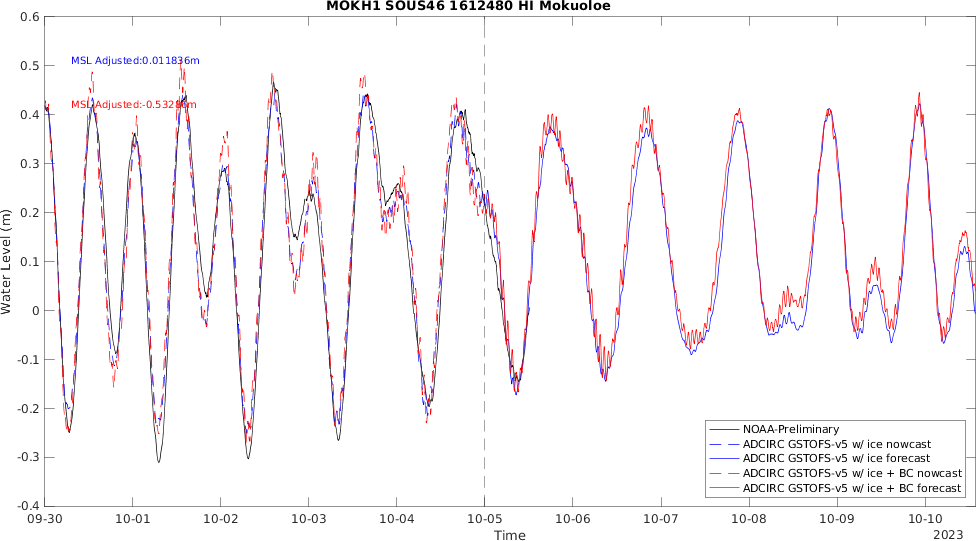 MOKH1 SOUS46 1612480 HI Mokuoloe
0.6
0.5
0.4
0.3
0.2
0.1
0
-0.1
-0.2
-0.3
-0.4
Water Level (m)
MSL Adjusted:0.011836m
MSL Adjusted:-0.53286m
NOAA-Preliminary
ADCIRC GSTOFS-v5 w/ ice nowcast
ADCIRC GSTOFS-v5 w/ ice forecast
ADCIRC GSTOFS-v5 w/ ice + BC nowcast
ADCIRC GSTOFS-v5 w/ ice + BC forecast
09-30 10-01 10-02 10-03 10-04 10-05 10-06 10-07 10-08 10-09 10-10
Time
2023